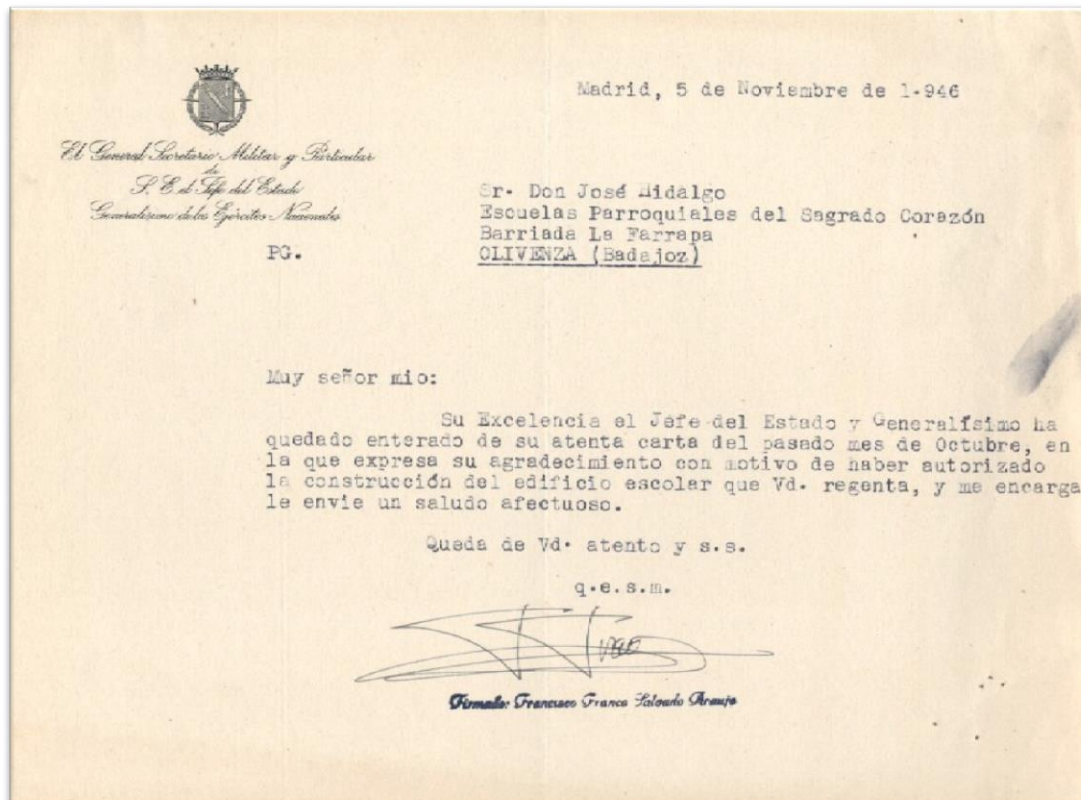 Madrid, 5 de Noviembre de 1-946
El General Secretario Militar y Particular
de
S. E. el Jefe del Estado
Generalísimo de los Ejércitos Nacionales
PG.
Sr- Don José Hidalgo
Escuelas Parroquiales del Sagrado Corazón
Barriada La Farrapa
OLIVENZA (Badajoz)
Muy señor mio:
Su Excelencia el Jefe del Estado y Generalísimo ha
quedado enterado de su atenta carta del pasado mes de Octubre, en
la que expresa su agradecimiento con motivo de haber autorizado
la construcción del edificio escolar que Vd. regenta, y me encarga
le envie un saludo afectuoso.
Queda de Vd. atento y s.s.
q.e.s.m.
Firmado: Francisco Franco Salgado Araujo